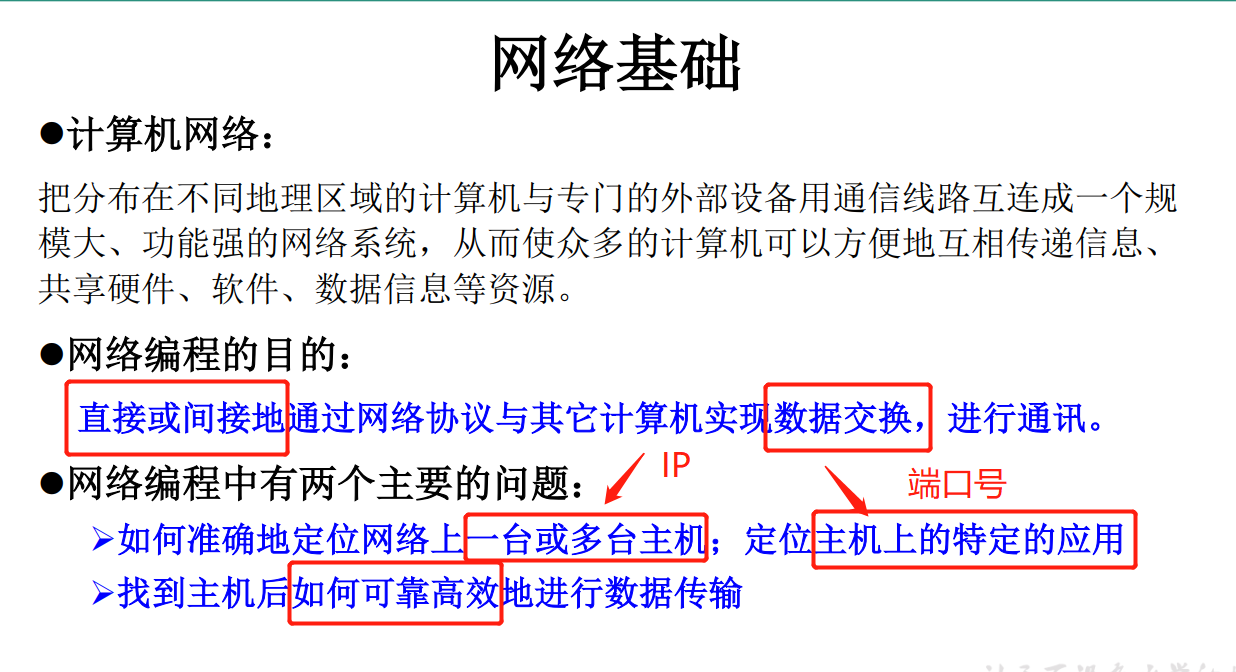 网络基础
●计算机网络：
把分布在不同地理区域的计算机与专门的外部设备用通信线路互连成一个规
模大、功能强的网络系统，从而使众多的计算机可以方便地互相传递信息、
共享硬件、软件、数据信息等资源。
●网络编程的目的：
直接或间接地通过网络协议与其它计算机实现数据交换，进行通讯。
IP
端口号
●网络编程中有两个主要的问题：
➢如何准确地定位网络上一台或多台主机；定位主机上的特定的应用
➢找到主机后如何可靠高效地进行数据传输